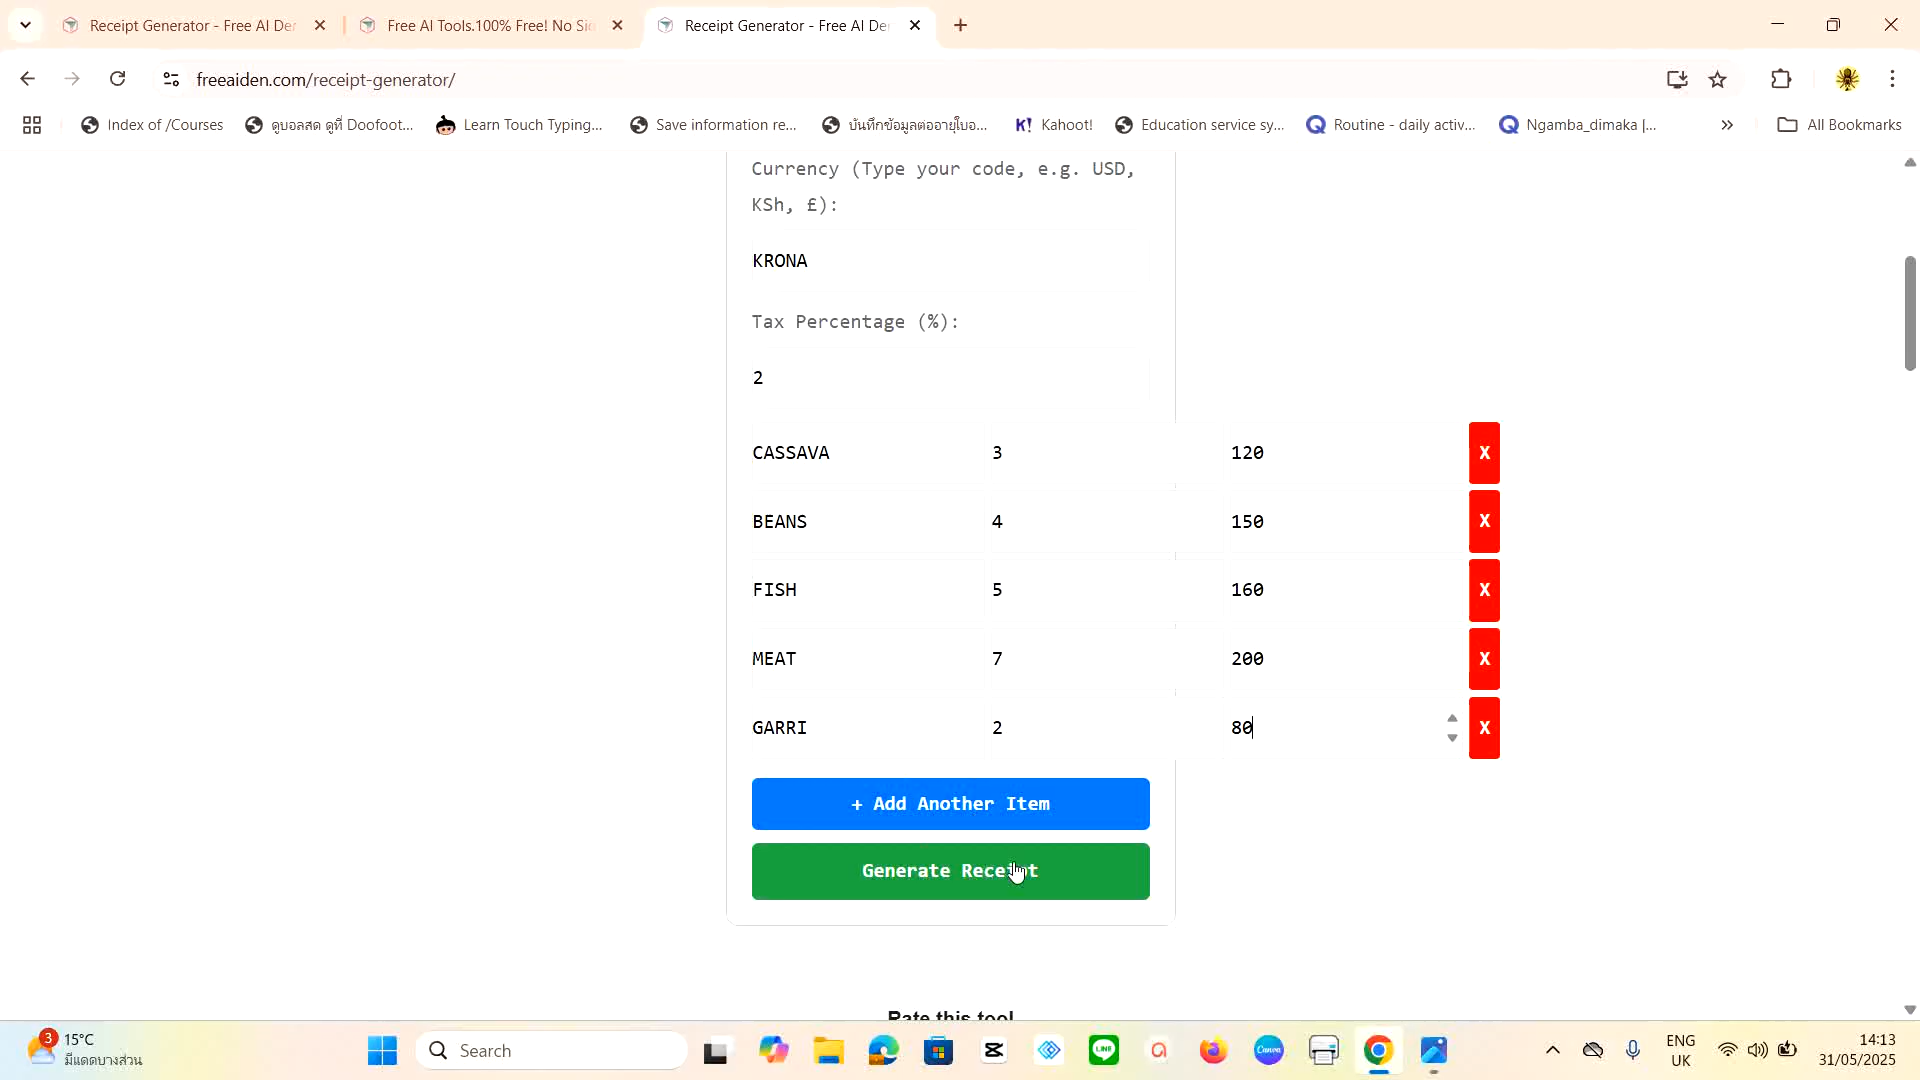 Receipt Generator - Free AI De
Free AI Tools.100% Free! No Si
Receipt Generator - Free AI De
freeaiden.com/receipt-generator/
Index of /Courses
ดูบอลสด ดูที่ Doofoot...
Learn Touch Typing...
Save information re...
บันทึกข้อมูลต่ออายุใบอ...
K! Kahoot!
Education service sy...
Routine - daily activ...
Ngamba_dimaka |...
All Bookmarks
Currency (Type your code, e.g. USD,
KSh, £):
KRONA
Tax Percentage (%):
2
CASSAVA 3 120 X
BEANS 4 150 X
FISH 5 160 X
MEAT 7 200 X
GARRI 2 80 X
+ Add Another Item
Generate Receipt
Rate this tool
3
15°C
มีแดดบางส่วน
Search
LINE
Canva
ENG
UK
14:13
31/05/2025